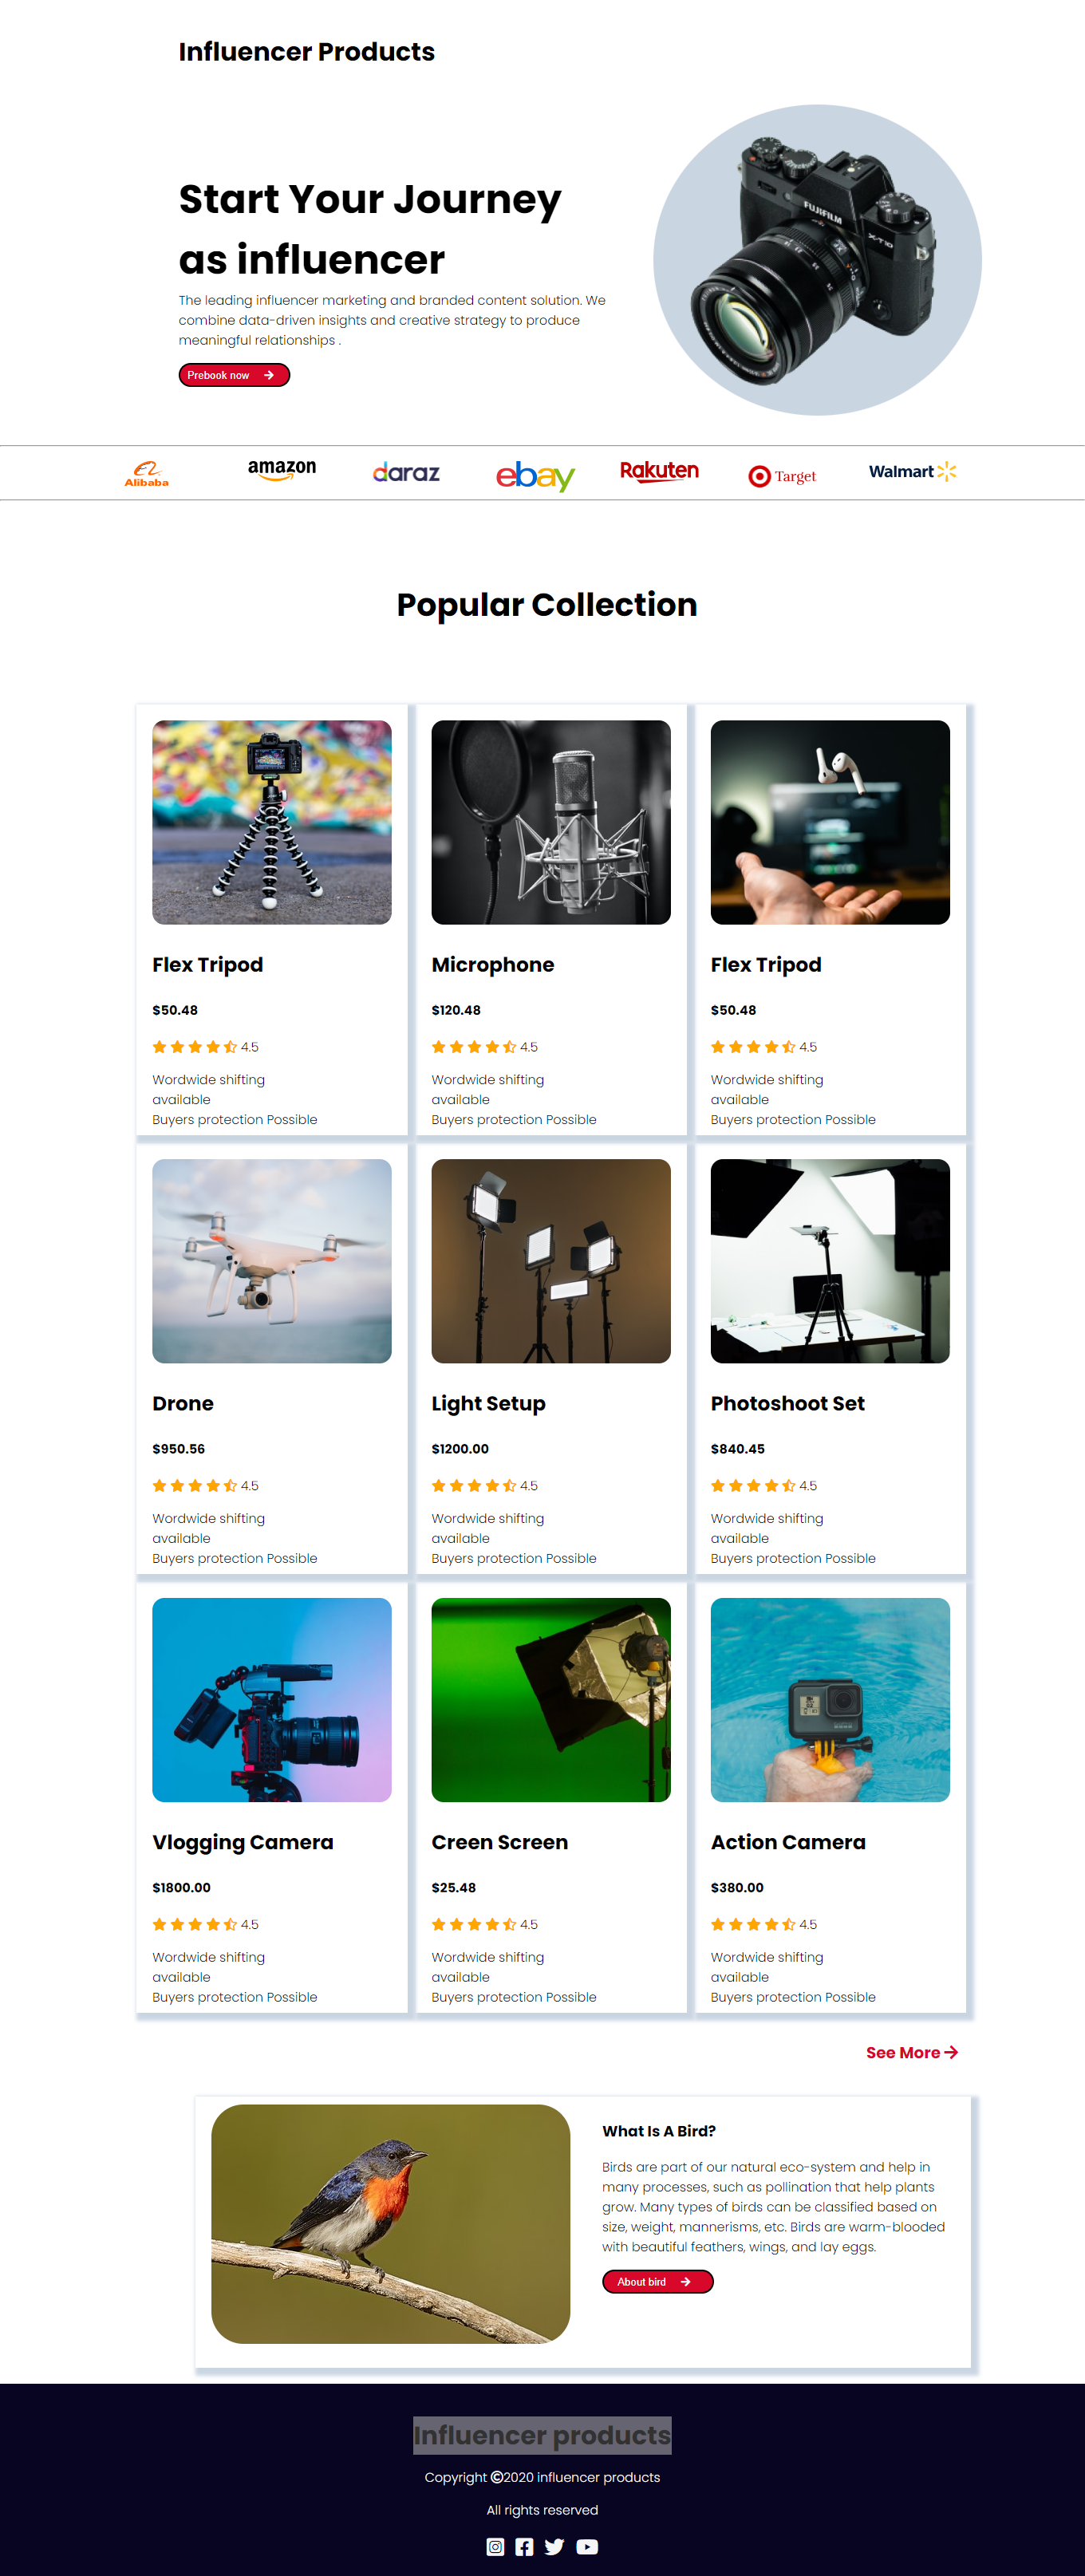 Influencer Products
Start Your Journey
as influencer
The leading influencer marketing and branded content solution. We
combine data-driven insights and creative strategy to produce
meaningful relationships .
Prebook now
FUJIFILM
X-T10
Alibaba
amazon
daraz
ebay
Rakuten
Target
Walmart
Popular Collection
Flex Tripod
$50.48
4.5
Wordwide shifting
available
Buyers protection Possible
Microphone
$120.48
4.5
Wordwide shifting
available
Buyers protection Possible
Flex Tripod
$50.48
4.5
Wordwide shifting
available
Buyers protection Possible
Drone
$950.56
4.5
Wordwide shifting
available
Buyers protection Possible
Light Setup
$1200.00
4.5
Wordwide shifting
available
Buyers protection Possible
Photoshoot Set
$840.45
4.5
Wordwide shifting
available
Buyers protection Possible
Vlogging Camera
$1800.00
4.5
Wordwide shifting
available
Buyers protection Possible
Creen Screen
$25.48
4.5
Wordwide shifting
available
Buyers protection Possible
Action Camera
$380.00
4.5
Wordwide shifting
available
Buyers protection Possible
See More
What Is A Bird?
Birds are part of our natural eco-system and help in
many processes, such as pollination that help plants
grow. Many types of birds can be classified based on
size, weight, mannerisms, etc. Birds are warm-blooded
with beautiful feathers, wings, and lay eggs.
About bird
Influencer products
Copyright ©2020 influencer products
All rights reserved